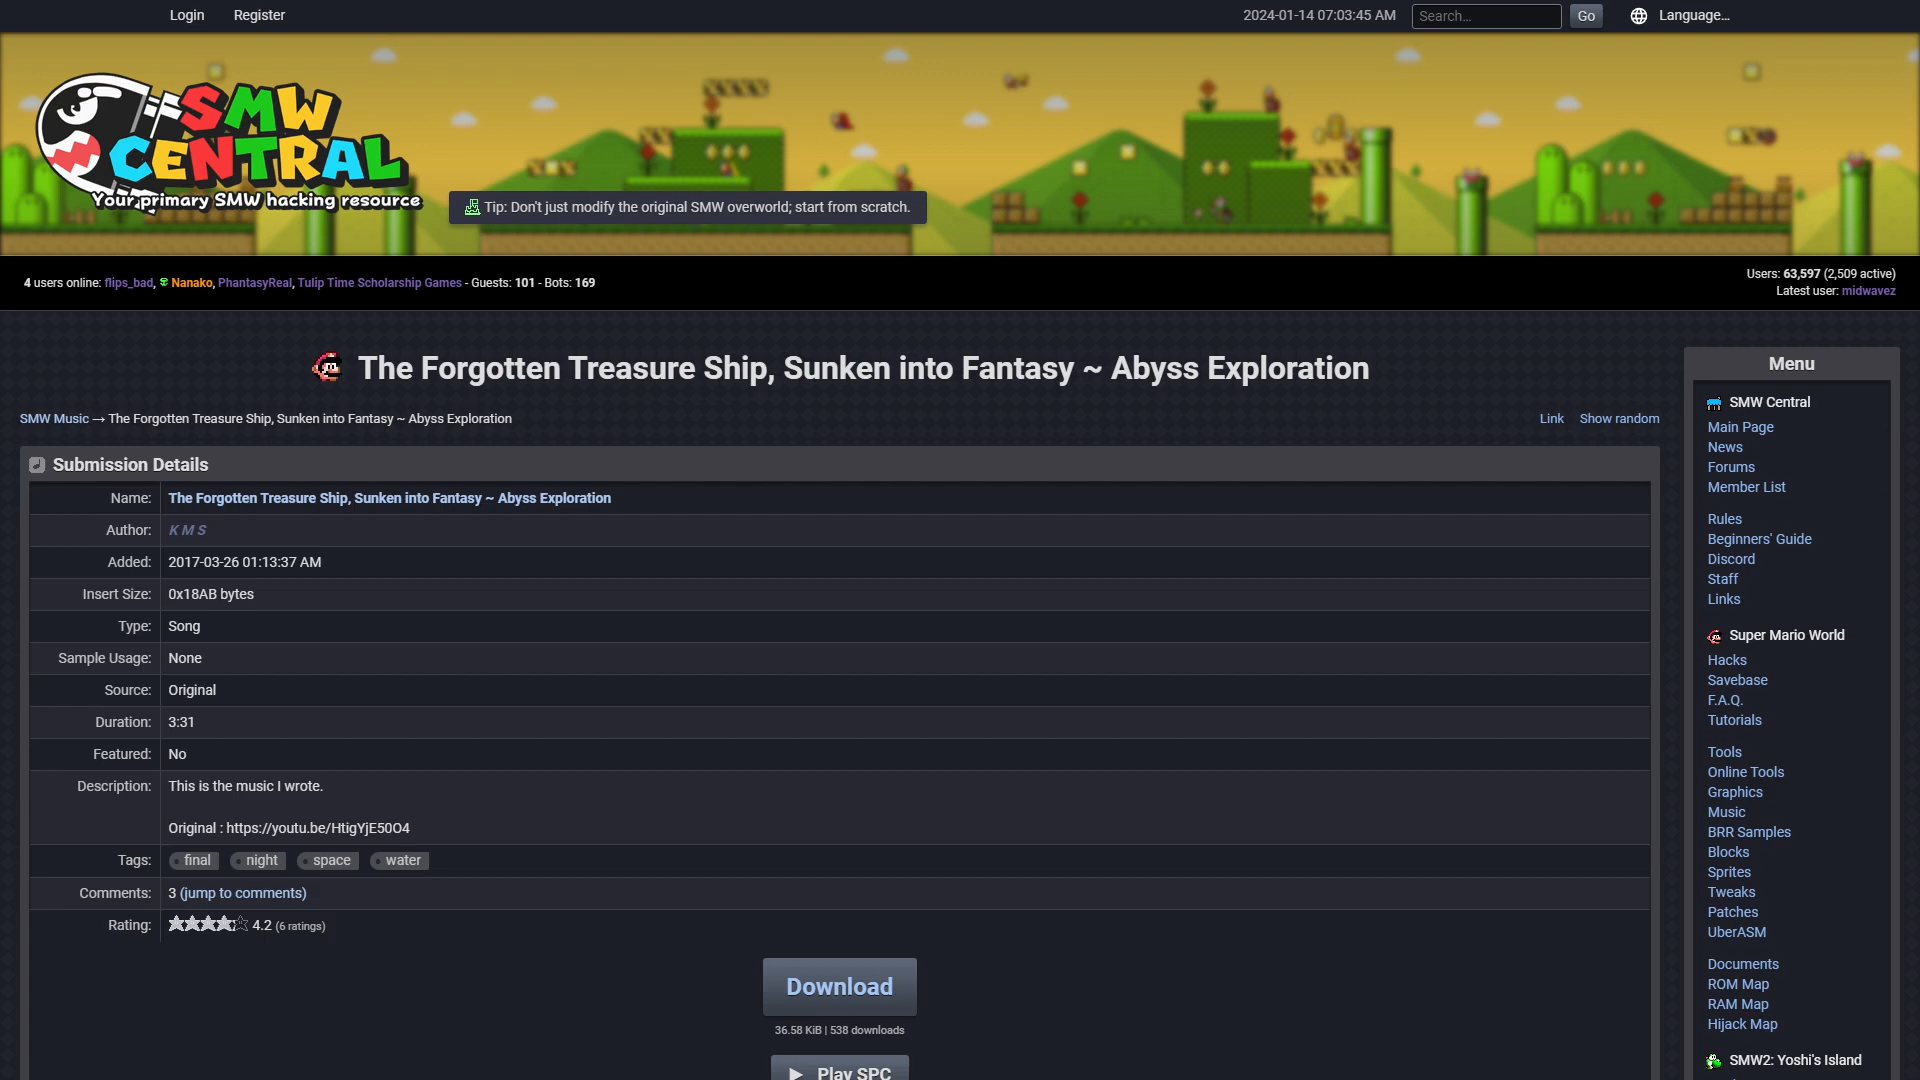 Login
Register
2024-01-14 07:03:45 AM
Search...
Go
Language...
SMW
CENTRAL
Your primary SMW hacking resource
Tip: Don't just modify the original SMW overworld; start from scratch.
4 users online: flips_bad, Nanako, PhantasyReal, Tulip Time Scholarship Games - Guests: 101 - Bots: 169
Users: 63,597 (2,509 active)
Latest user: midwavez
The Forgotten Treasure Ship, Sunken into Fantasy ~ Abyss Exploration
SMW Music → The Forgotten Treasure Ship, Sunken into Fantasy ~ Abyss Exploration
Link
Show random
Submission Details
Name: The Forgotten Treasure Ship, Sunken into Fantasy ~ Abyss Exploration
Author: K M S
Added: 2017-03-26 01:13:37 AM
Insert Size: 0x18AB bytes
Type: Song
Sample Usage: None
Source: Original
Duration: 3:31
Featured: No
Description: This is the music I wrote.
Original : https://youtu.be/HtigYjE50O4
Tags: final night space water
Comments: 3 (jump to comments)
Rating: 4.2 (6 ratings)
Download
36.58 KiB | 538 downloads
Play SPC
Menu
SMW Central
Main Page
News
Forums
Member List
Rules
Beginners' Guide
Discord
Staff
Links
Super Mario World
Hacks
Savebase
F.A.Q.
Tutorials
Tools
Online Tools
Graphics
Music
BRR Samples
Blocks
Sprites
Tweaks
Patches
UberASM
Documents
ROM Map
RAM Map
Hijack Map
SMW2: Yoshi's Island